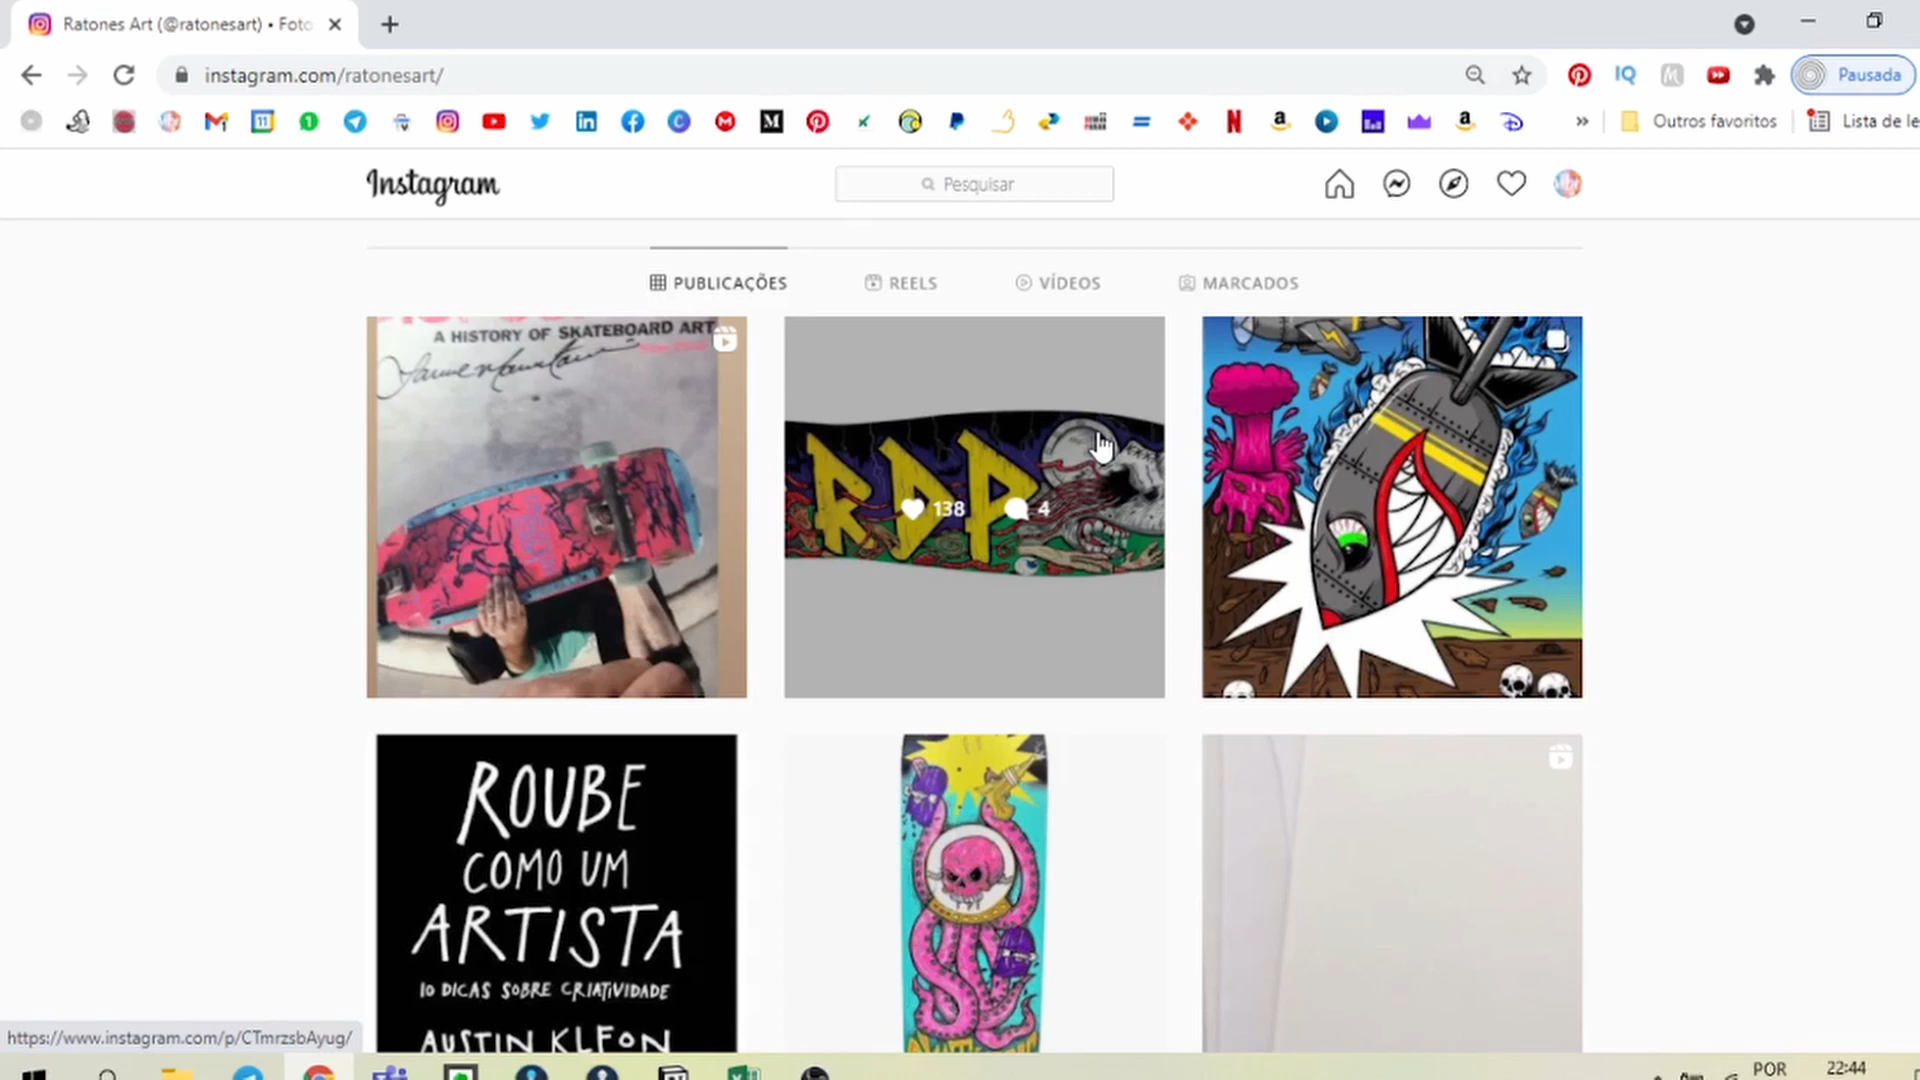 Ratones Art (@ratonesart) • Foto
instagram.com/ratonesart/
Pausada
Outros favoritos
Lista de le
Instagram
Pesquisar
PUBLICAÇÕES
REELS
VÍDEOS
MARCADOS
A HISTORY OF SKATEBOARD ART
RDP
138
4
ROUBE
COMO UM
ARTISTA
10 DICAS SOBRE CRIATIVIDADE
AUSTIN KLEON
https://www.instagram.com/p/CTmrzsbAyug/
POR
22:44